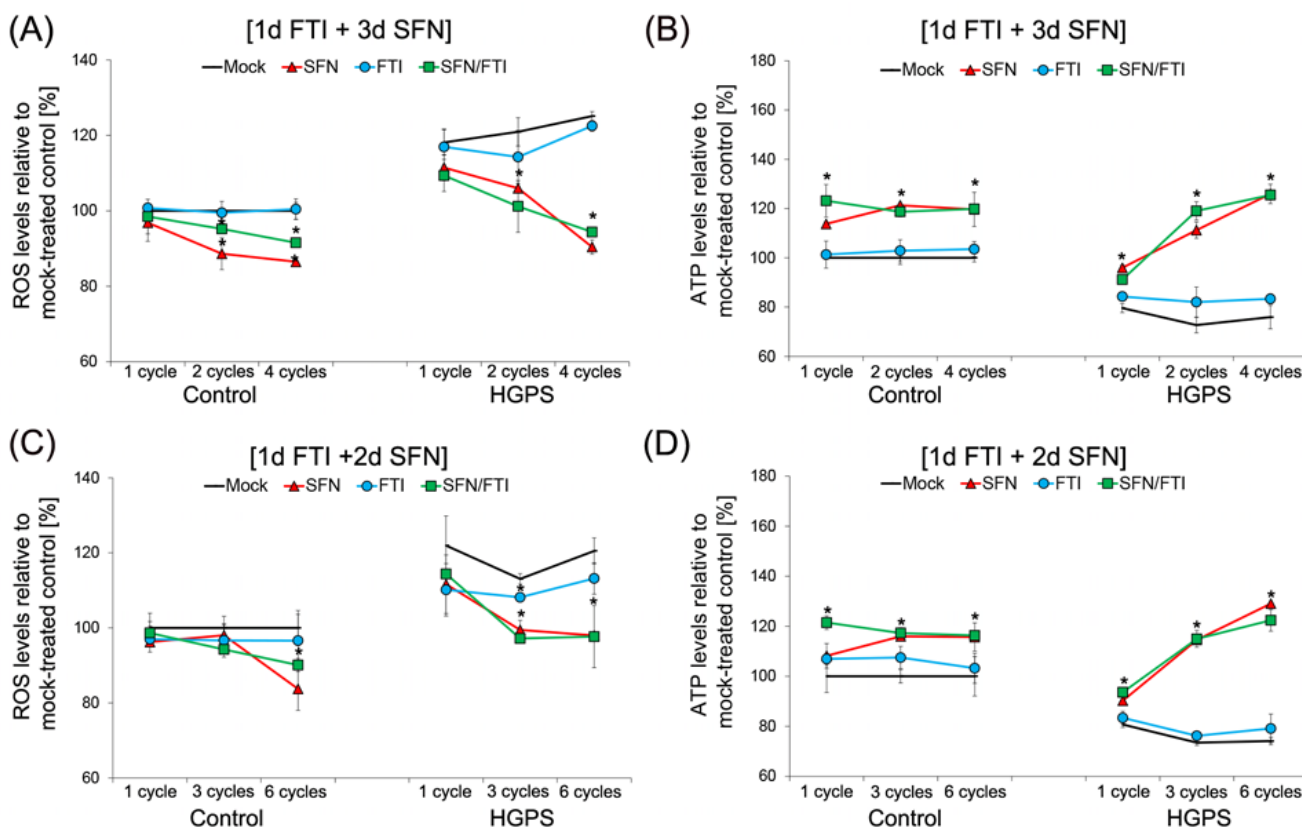 (A)
[1d FTI + 3d SFN]
Mock SFN FTI SFN/FTI
ROS levels relative to
mock-treated control [%]
140
120
100
80
60
* * * * * *
1 cycle 2 cycles 4 cycles 1 cycle 2 cycles 4 cycles
Control HGPS
(B)
[1d FTI + 3d SFN]
Mock SFN FTI SFN/FTI
ATP levels relative to
mock-treated control [%]
180
160
140
120
100
80
60
* * * * * *
1 cycle 2 cycles 4 cycles 1 cycle 2 cycles 4 cycles
Control HGPS
(C)
[1d FTI +2d SFN]
Mock SFN FTI SFN/FTI
ROS levels relative to
mock-treated control [%]
140
120
100
80
60
* * * *
1 cycle 3 cycles 6 cycles 1 cycle 3 cycles 6 cycles
Control HGPS
(D)
[1d FTI + 2d SFN]
Mock SFN FTI SFN/FTI
ATP levels relative to
mock-treated control [%]
180
160
140
120
100
80
60
* * * * * *
1 cycle 3 cycles 6 cycles 1 cycle 3 cycles 6 cycles
Control HGPS